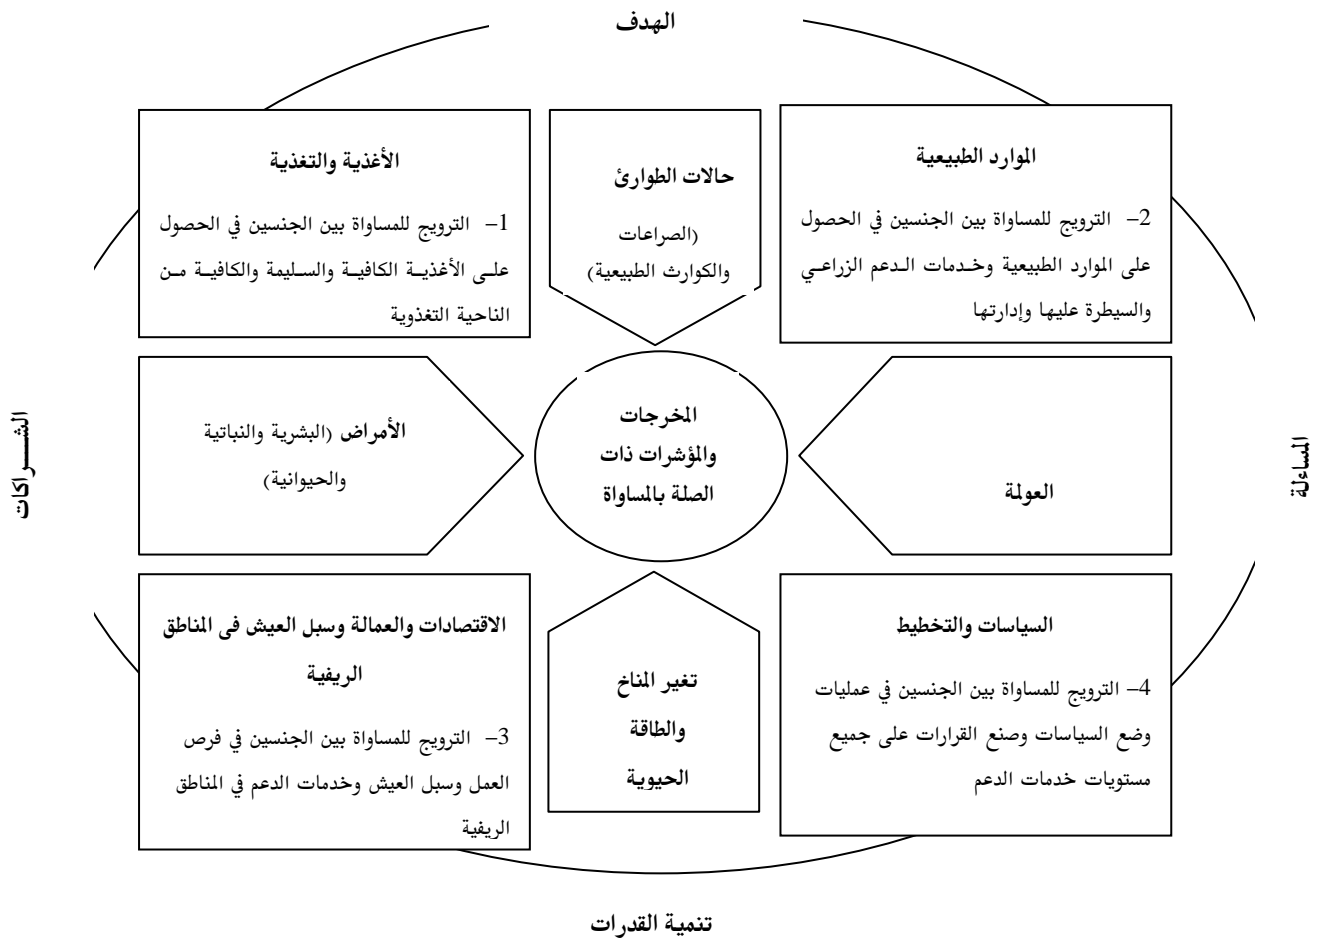 الهدف
الموارد الطبيعية
2– الترويج للمساواة بين الجنسين في الحصول
على الموارد الطبيعية وخدمات الدعم الزراعي
والسيطرة عليها وإدارتها
حالات الطوارئ
(الصراعات
والكوارث الطبيعية)
الأغذية والتغذية
1– الترويج للمساواة بين الجنسين في الحصول
على الأغذية الكافية والسليمة والكافية من
الناحية التغذوية
المساءلة
العولمة
المخرجات
والمؤشرات ذات
الصلة بالمساواة
الأمراض (البشرية والنباتية
والحيوانية)
الشراكات
السياسات والتخطيط
4– الترويج للمساواة بين الجنسين في عمليات
وضع السياسات وصنع القرارات على جميع
مستويات خدمات الدعم
تغير المناخ
والطاقة
الحيوية
الاقتصادات والعمالة وسبل العيش فى المناطق
الريفية
3– الترويج للمساواة بين الجنسين في فرص
العمل وسبل العيش وخدمات الدعم في المناطق
الريفية
تنمية القدرات